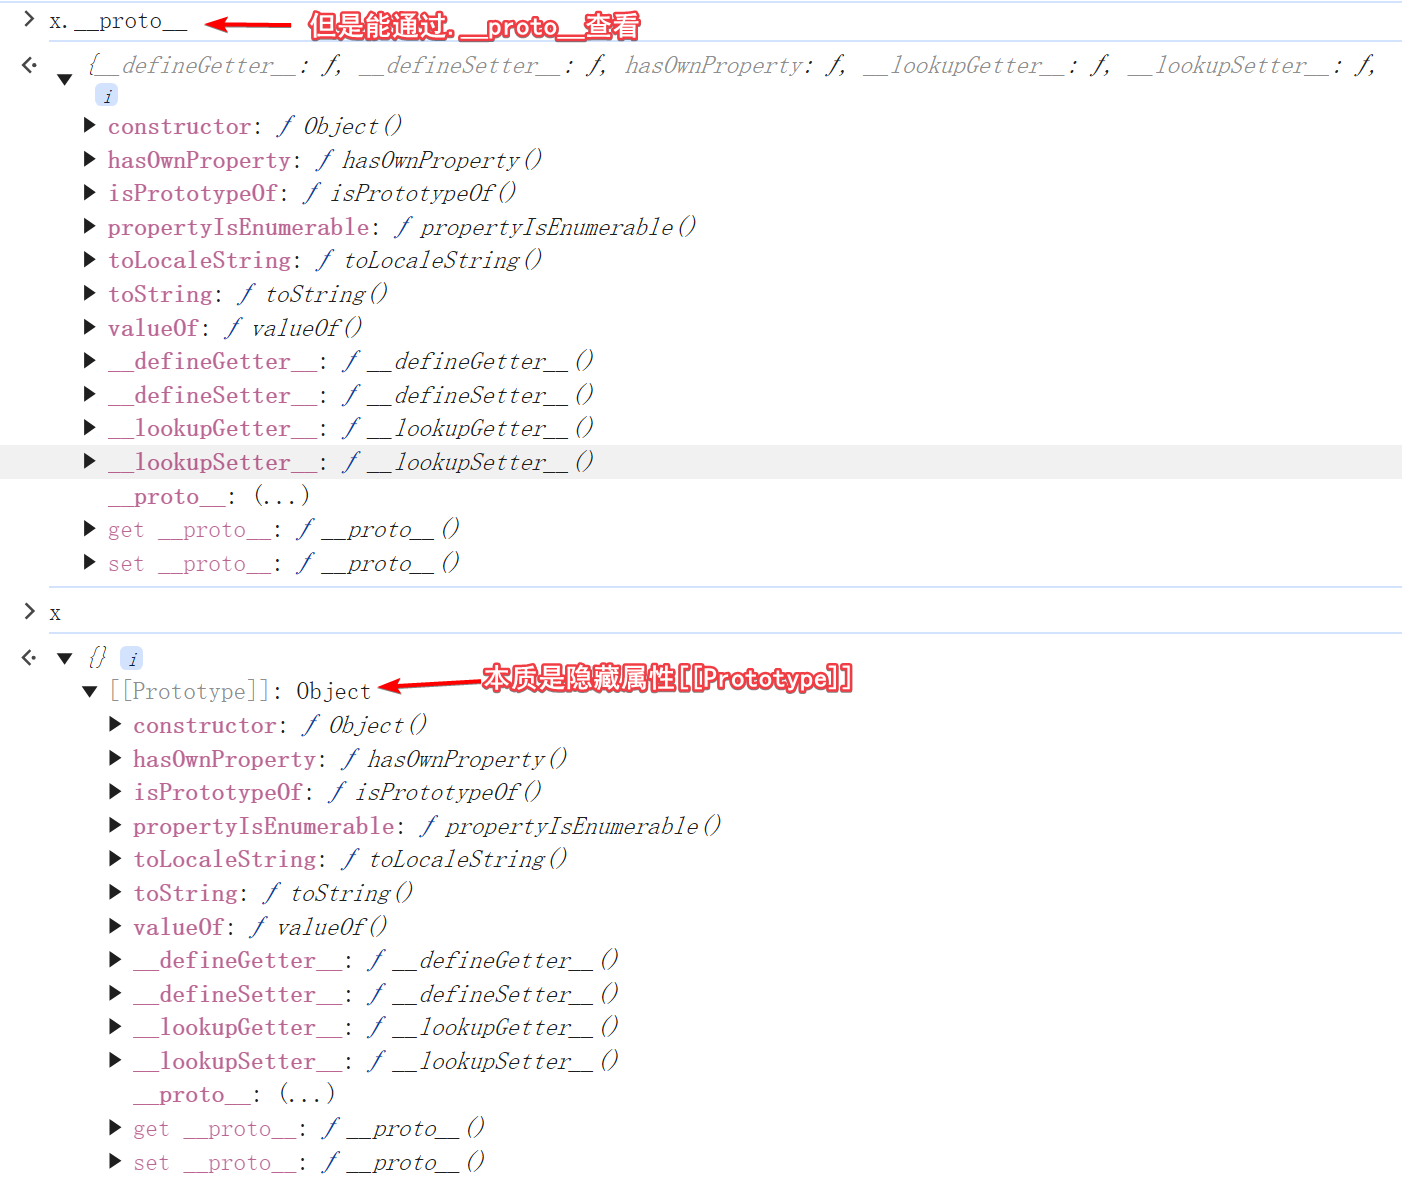 x.__proto__
但是能通过.__proto__查看
{__defineGetter__: ƒ, __defineSetter__: ƒ, hasOwnProperty: ƒ, __lookupGetter__: ƒ, __lookupSetter__: ƒ,
i
constructor: ƒ Object()
hasOwnProperty: ƒ hasOwnProperty()
isPrototypeOf: ƒ isPrototypeOf()
propertyIsEnumerable: ƒ propertyIsEnumerable()
toLocaleString: ƒ toLocaleString()
toString: ƒ toString()
valueOf: ƒ valueOf()
__defineGetter__: ƒ __defineGetter__()
__defineSetter__: ƒ __defineSetter__()
__lookupGetter__: ƒ __lookupGetter__()
__lookupSetter__: ƒ __lookupSetter__()
__proto__: (...)
get __proto__: ƒ __proto__()
set __proto__: ƒ __proto__()
x
{} i
[[Prototype]]: Object
本质是隐藏属性[[Prototype]]
constructor: ƒ Object()
hasOwnProperty: ƒ hasOwnProperty()
isPrototypeOf: ƒ isPrototypeOf()
propertyIsEnumerable: ƒ propertyIsEnumerable()
toLocaleString: ƒ toLocaleString()
toString: ƒ toString()
valueOf: ƒ valueOf()
__defineGetter__: ƒ __defineGetter__()
__defineSetter__: ƒ __defineSetter__()
__lookupGetter__: ƒ __lookupGetter__()
__lookupSetter__: ƒ __lookupSetter__()
__proto__: (...)
get __proto__: ƒ __proto__()
set __proto__: ƒ __proto__()